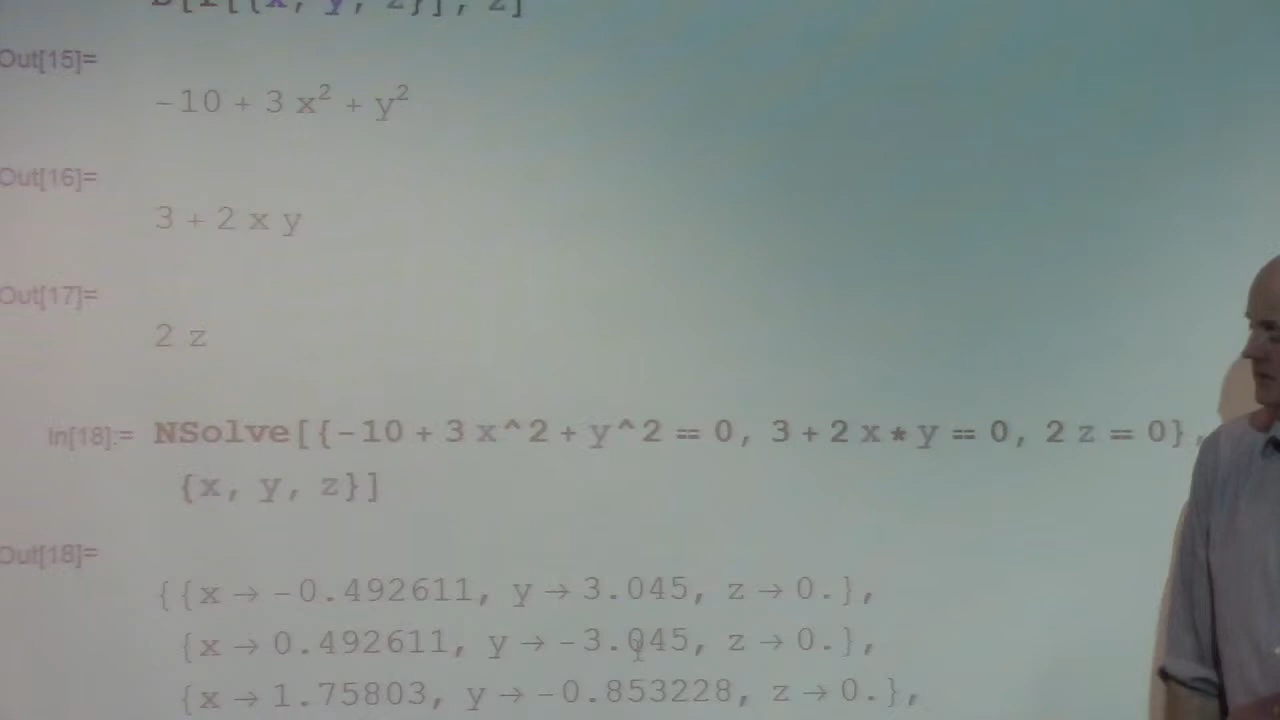 D[f[{x, y, z}], z]
Out[15]=
-10 + 3 x² + y²
Out[16]=
3 + 2 x y
Out[17]=
2 z
In[18]:= NSolve[{-10 + 3 x^2 + y^2 == 0, 3 + 2 x * y == 0, 2 z == 0},
{x, y, z}]
Out[18]=
{{x → -0.492611, y → 3.045, z → 0.},
{x → 0.492611, y → -3.045, z → 0.},
{x → 1.75803, y → -0.853228, z → 0.},